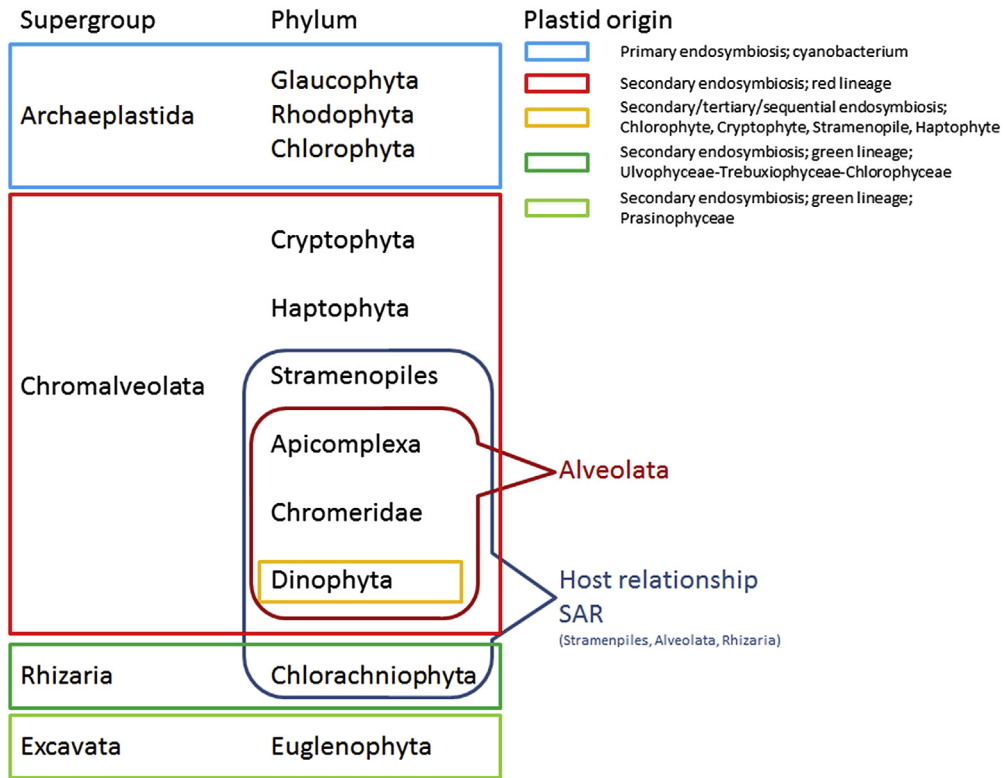 Supergroup Phylum Plastid origin
Primary endosymbiosis; cyanobacterium
Secondary endosymbiosis; red lineage
Secondary/tertiary/sequential endosymbiosis;
Chlorophyte, Cryptophyte, Stramenopile, Haptophyte
Secondary endosymbiosis; green lineage;
Ulvophyceae-Trebuxiophyceae-Chlorophyceae
Secondary endosymbiosis; green lineage;
Prasinophyceae
Archaeplastida
Glaucophyta
Rhodophyta
Chlorophyta
Chromalveolata
Cryptophyta
Haptophyta
Stramenopiles
Apicomplexa
Chromeridae
Dinophyta
Alveolata
Host relationship
SAR
(Stramenpiles, Alveolata, Rhizaria)
Rhizaria Chlorachniophyta
Excavata Euglenophyta